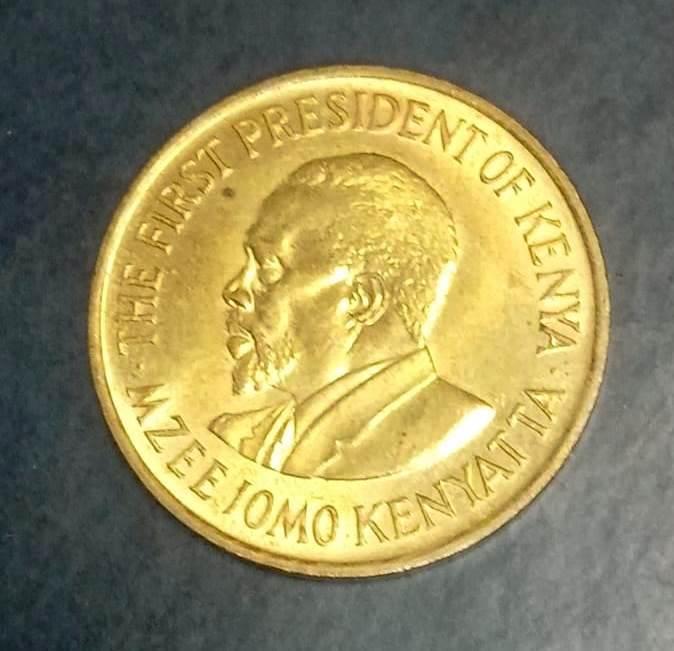 · THE FIRST PRESIDENT OF KENYA ·
MZEE JOMO KENYATTA